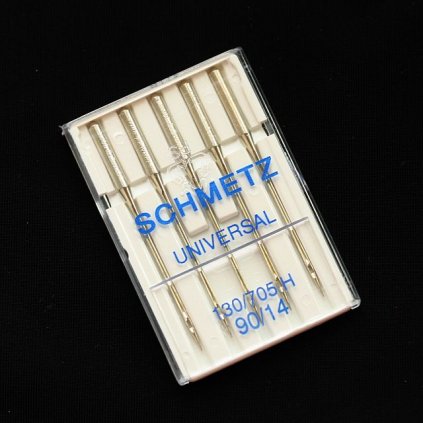 SCHMETZ
UNIVERSAL
130/705 H
90/14